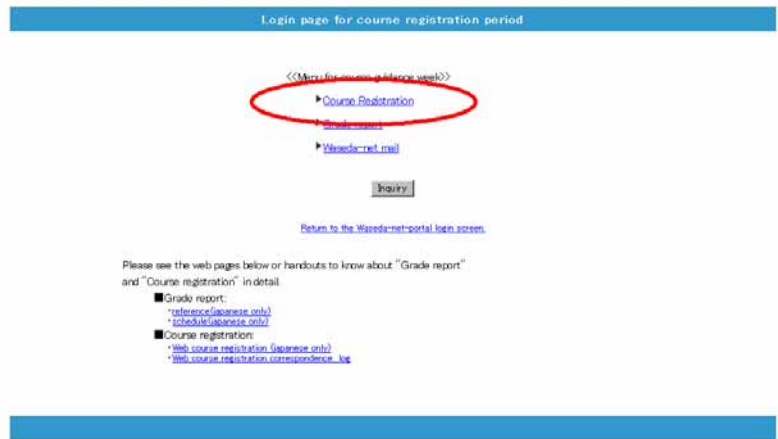 Login page for course registration period
<<Menu for course guidance week>>
Course Registration
Grade report
Waseda-net mail
Inquiry
Return to the Waseda-net-portal login screen.
Please see the web pages below or handouts to know about "Grade report"
and "Course registration" in detail.
■Grade report:
・reference(japanese only)
・schedule(japanese only)
■Course registration:
・Web course registration (japanese only)
・Web course registration correspondence log